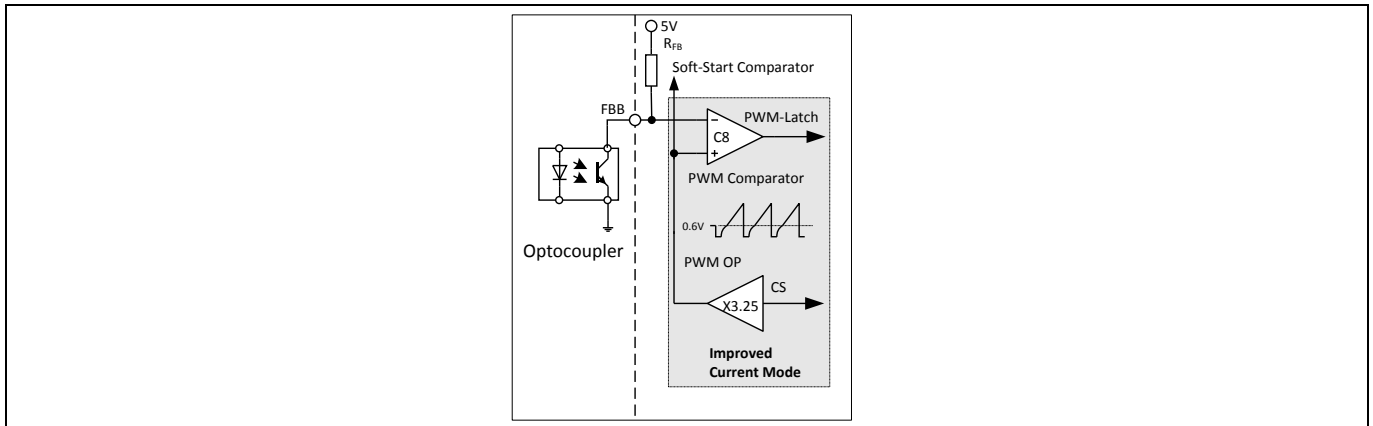 5V
RFB
Soft-Start Comparator
FBB
PWM-Latch
−
C8
+
PWM Comparator
0.6V
Optocoupler
PWM OP
CS
X3.25
Improved
Current Mode